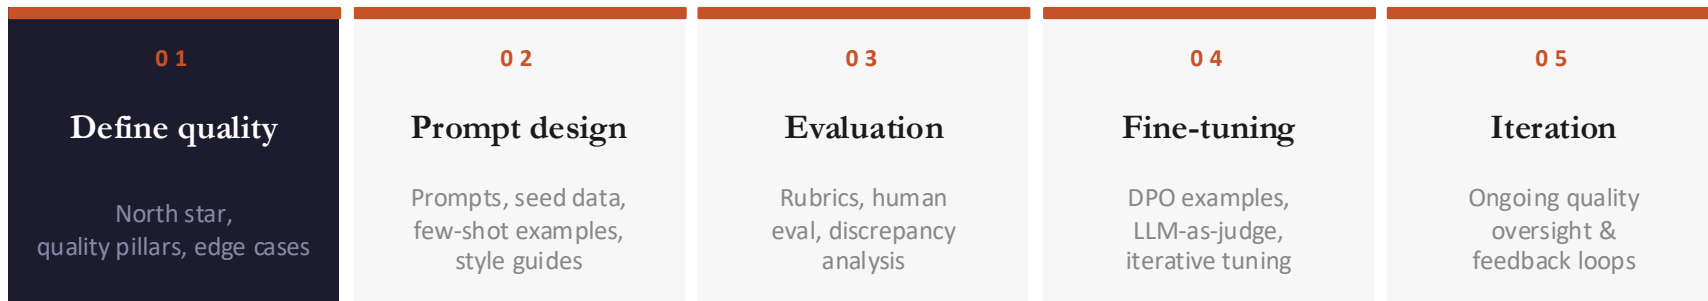 01
Define quality
North star,
quality pillars, edge cases
02
Prompt design
Prompts, seed data,
few-shot examples,
style guides
03
Evaluation
Rubrics, human
eval, discrepancy
analysis
04
Fine-tuning
DPO examples,
LLM-as-judge,
iterative tuning
05
Iteration
Ongoing quality
oversight &
feedback loops